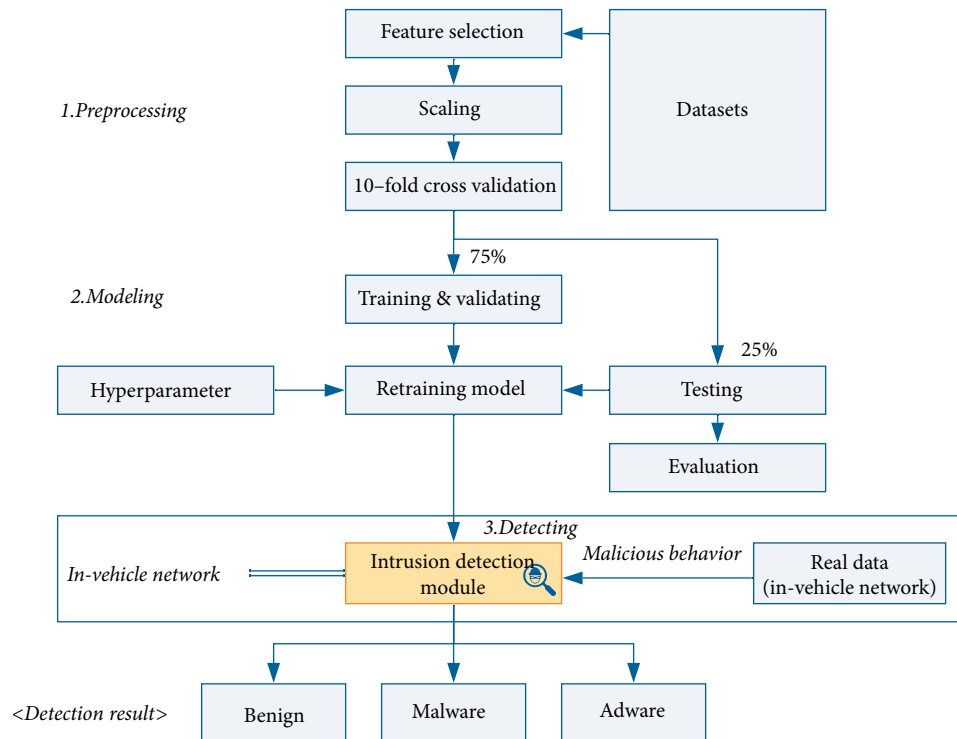 Feature selection
Datasets
1.Preprocessing
Scaling
10–fold cross validation
75%
2.Modeling
Training & validating
25%
Hyperparameter
Retraining model
Testing
Evaluation
3.Detecting
In-vehicle network
Intrusion detection
module
Malicious behavior
Real data
(in-vehicle network)
<Detection result>
Benign
Malware
Adware